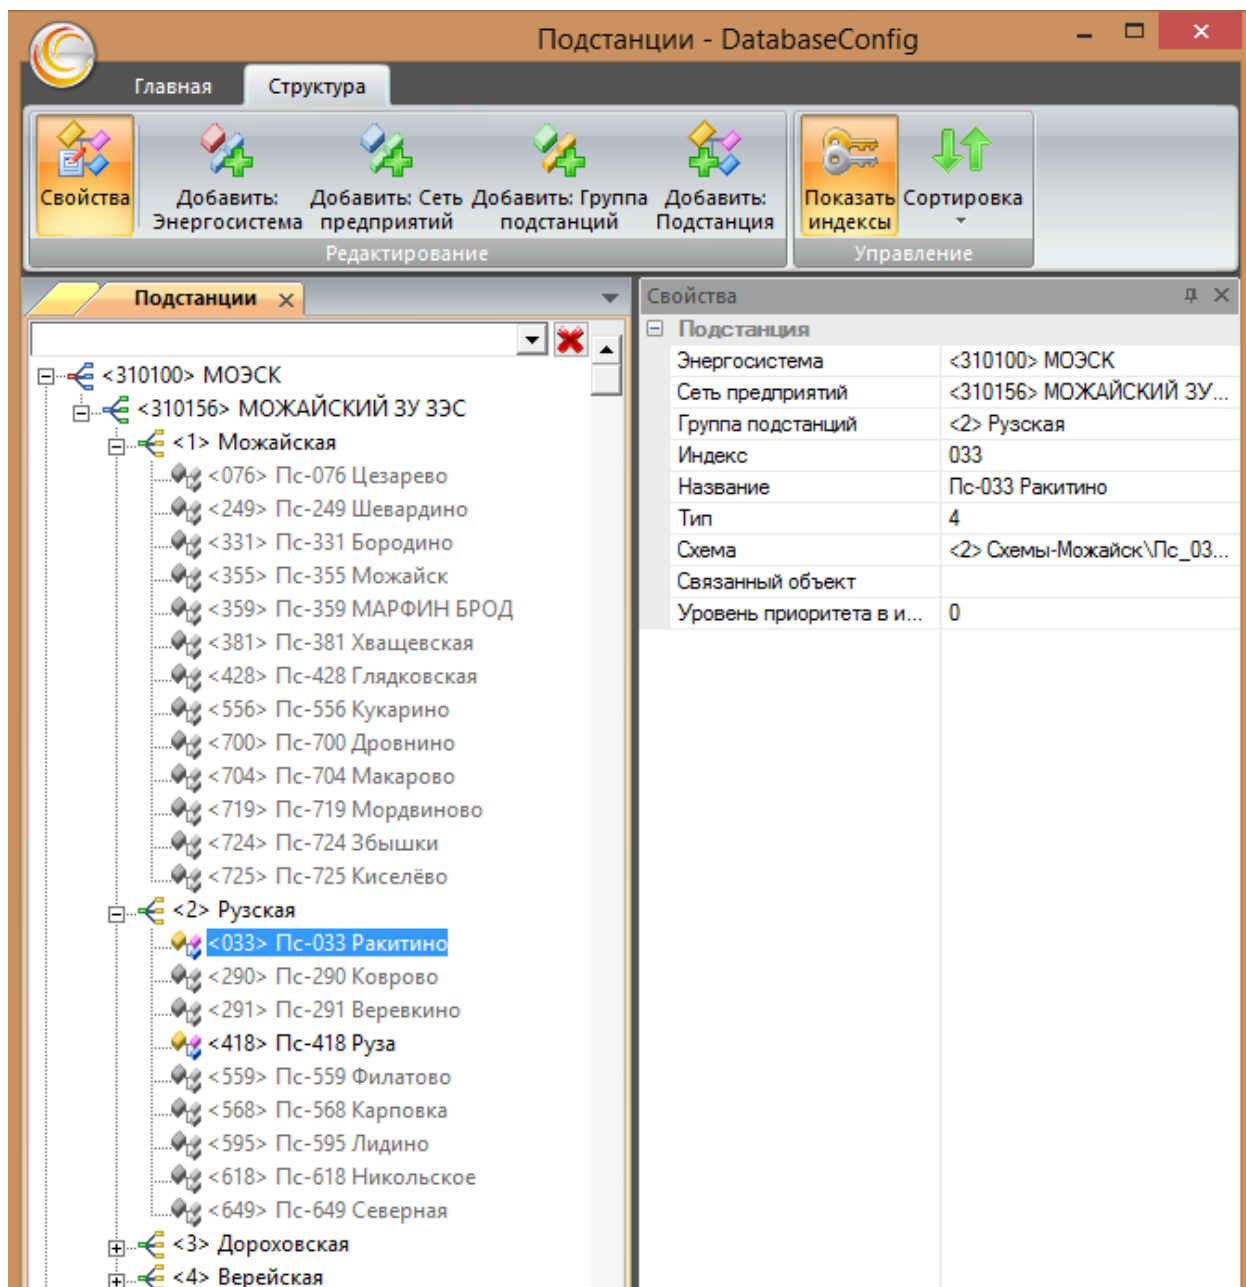 Подстанции - DatabaseConfig
Главная
Структура
Свойства
Добавить: Энергосистема
Добавить: Сеть предприятий
Добавить: Группа подстанций
Добавить: Подстанция
Показать индексы
Сортировка
Редактирование
Управление
Подстанции
<310100> МОЭСК
<310156> МОЖАЙСКИЙ ЗУ ЗЭС
<1> Можайская
<076> Пс-076 Цезарево
<249> Пс-249 Шевардино
<331> Пс-331 Бородино
<355> Пс-355 Можайск
<359> Пс-359 МАРФИН БРОД
<381> Пс-381 Хващевская
<428> Пс-428 Глядковская
<556> Пс-556 Кукарино
<700> Пс-700 Дровнино
<704> Пс-704 Макарово
<719> Пс-719 Мордвиново
<724> Пс-724 Збышки
<725> Пс-725 Киселёво
<2> Рузская
<033> Пс-033 Ракитино
<290> Пс-290 Коврово
<291> Пс-291 Веревкино
<418> Пс-418 Руза
<559> Пс-559 Филатово
<568> Пс-568 Карповка
<595> Пс-595 Лидино
<618> Пс-618 Никольское
<649> Пс-649 Северная
<3> Дороховская
<4> Верейская
Свойства
Подстанция
Энергосистема <310100> МОЭСК
Сеть предприятий <310156> МОЖАЙСКИЙ ЗУ...
Группа подстанций <2> Рузская
Индекс 033
Название Пс-033 Ракитино
Тип 4
Схема <2> Схемы-Можайск\Пс_03...
Связанный объект
Уровень приоритета в и... 0